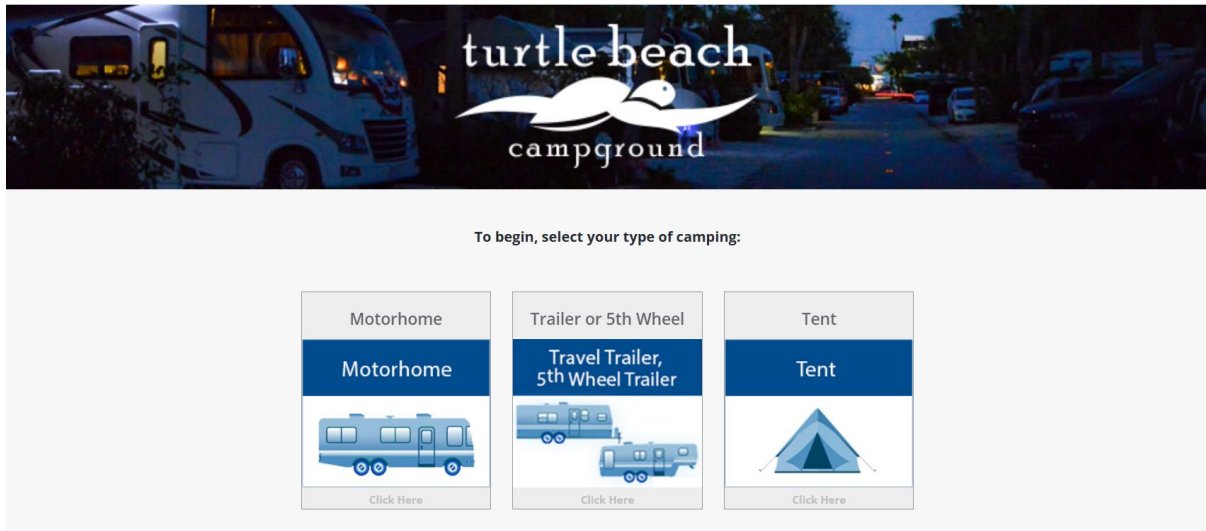 turtle beach
campground
To begin, select your type of camping:
Motorhome
Motorhome
Click Here
Trailer or 5th Wheel
Travel Trailer,
5th Wheel Trailer
Click Here
Tent
Tent
Click Here